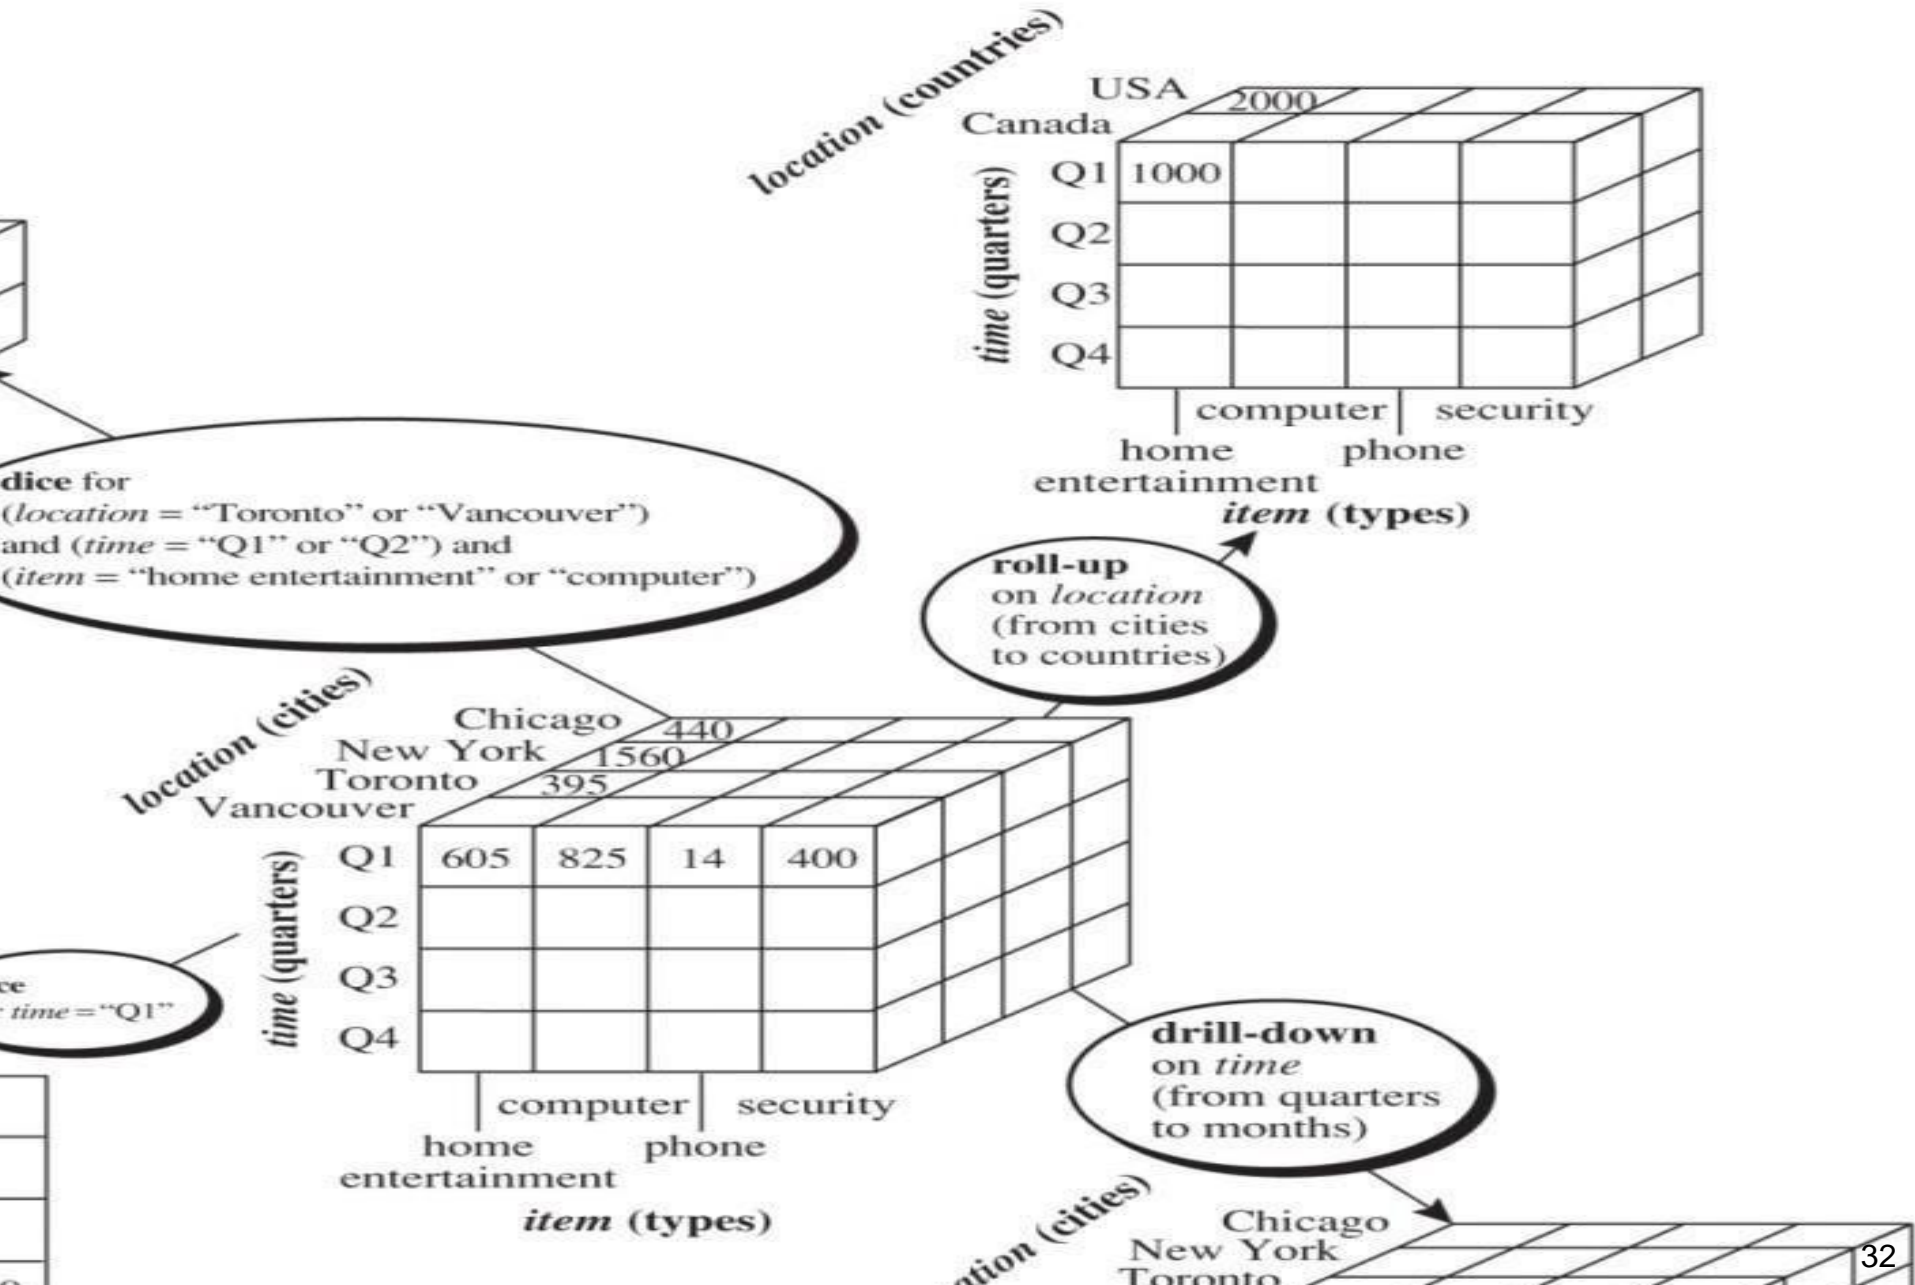 location (countries)
USA
2000
Canada
time (quarters)
Q1 1000
Q2
Q3
Q4
computer security
home phone
entertainment
item (types)
dice for
(location = “Toronto” or “Vancouver”)
and (time = “Q1” or “Q2”) and
(item = “home entertainment” or “computer”)
roll-up
on location
(from cities
to countries)
location (cities)
Chicago 440
New York 1560
Toronto 395
Vancouver
time (quarters)
Q1 605 825 14 400
Q2
Q3
Q4
computer security
home phone
entertainment
item (types)
time = “Q1”
drill-down
on time
(from quarters
to months)
(cities)
Chicago
New York
Toronto
32